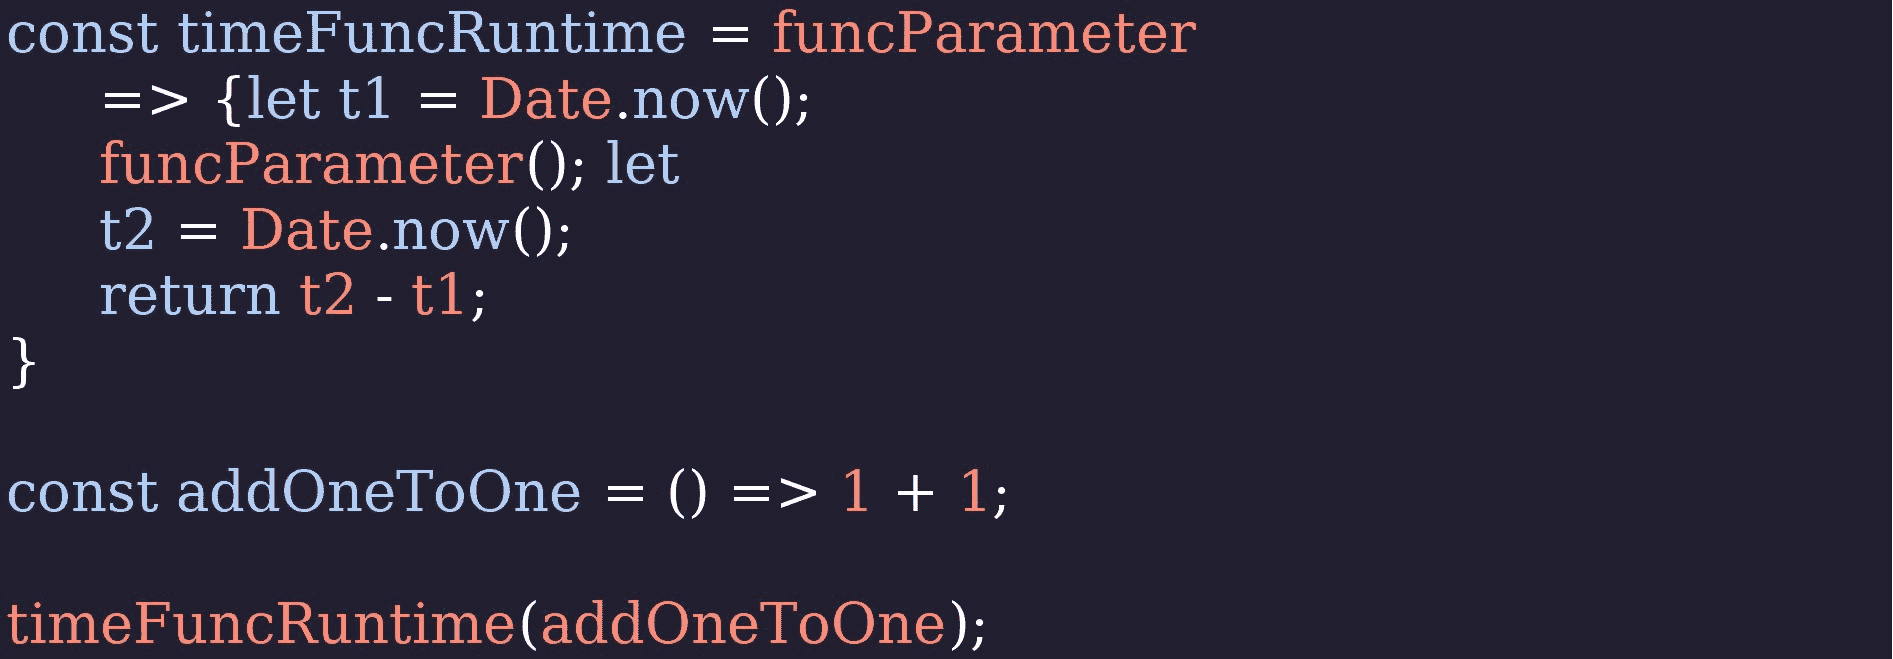 const timeFuncRuntime = funcParameter
=> {let t1 = Date.now();
funcParameter(); let
t2 = Date.now();
return t2 - t1;
}
const addOneToOne = () => 1 + 1;
timeFuncRuntime(addOneToOne);